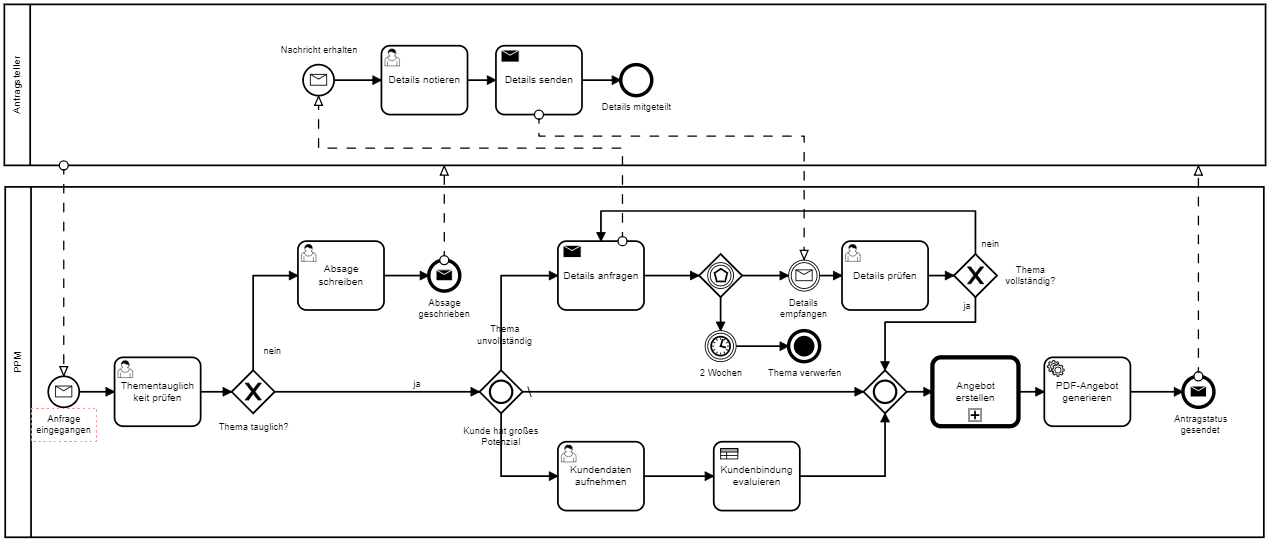 Antragsteller
Nachricht erhalten
Details notieren
Details senden
Details mitgeteilt
PPM
Anfrage
eingegangen
Thementauglich
keit prüfen
Thema tauglich?
nein
ja
Absage
schreiben
Absage
geschrieben
Thema
unvollständig
Kunde hat großes
Potenzial
Details anfragen
2 Wochen
Thema verwerfen
Details
empfangen
Details prüfen
nein
Thema
vollständig?
ja
Kundendaten
aufnehmen
Kundenbindung
evaluieren
Angebot
erstellen
PDF-Angebot
generieren
Antragstatus
gesendet